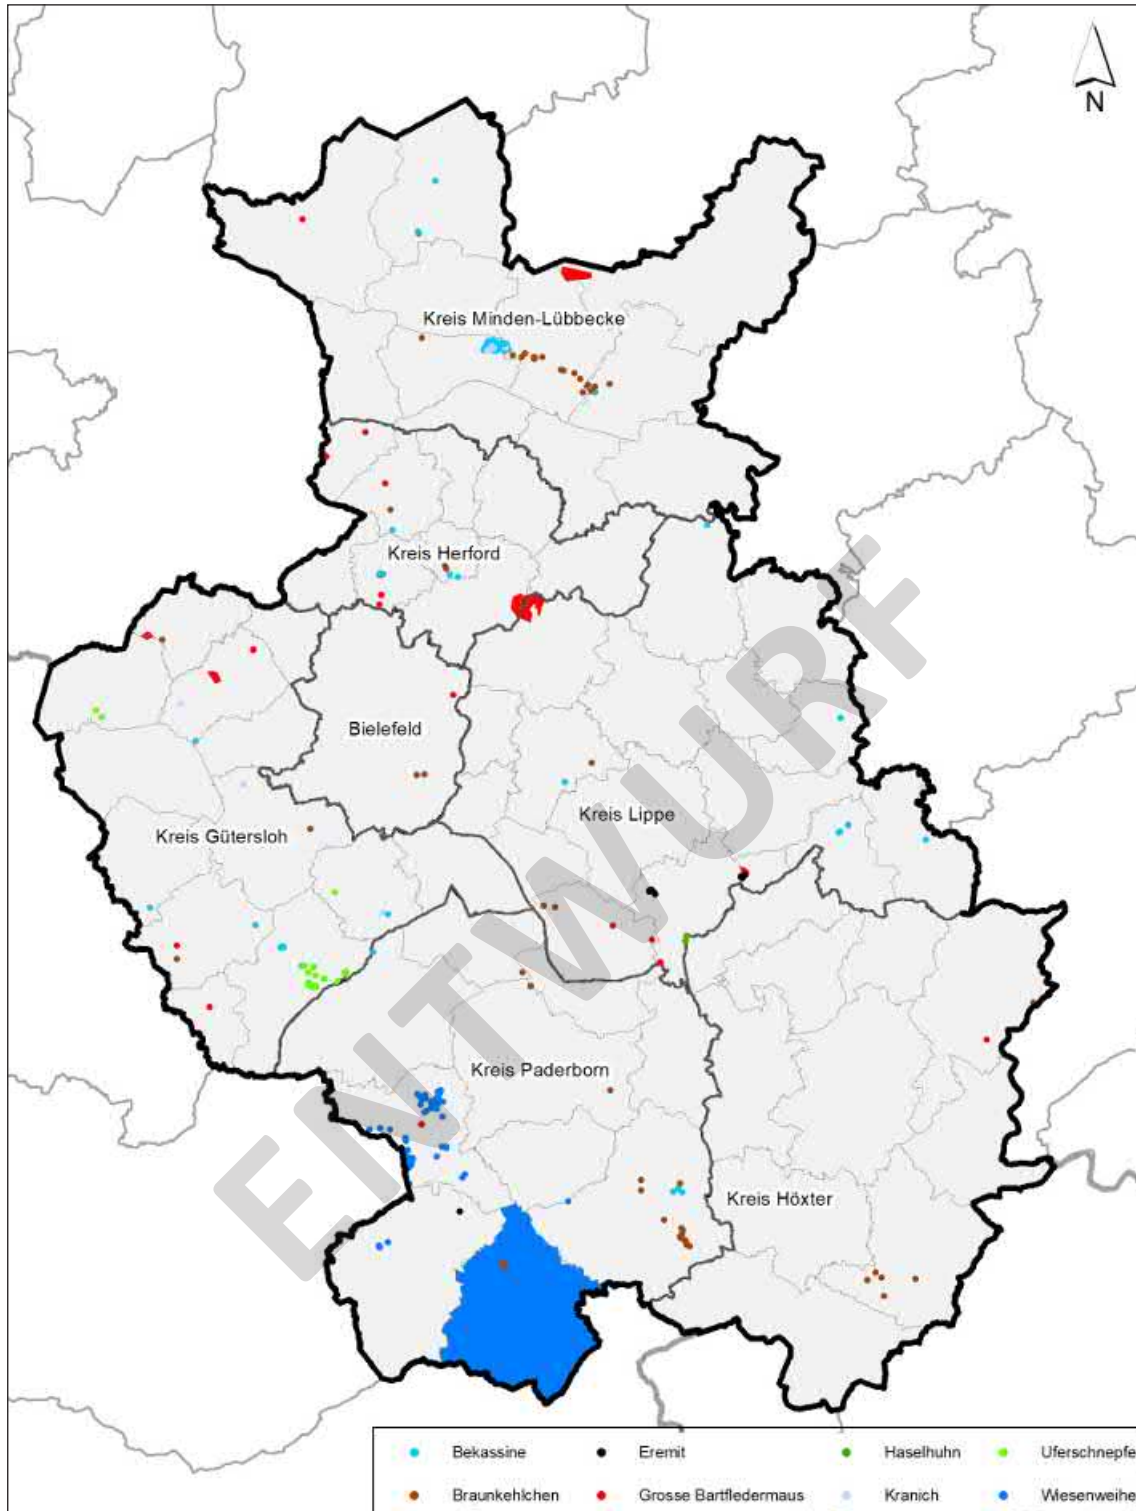 N
Kreis Minden-Lübbecke
Kreis Herford
Bielefeld
Kreis Lippe
Kreis Gütersloh
Kreis Paderborn
Kreis Höxter
ENTWURF
Bekassine
Eremit
Haselhuhn
Uferschnepfe
Braunkehlchen
Grosse Bartfledermaus
Kranich
Wiesenweihe